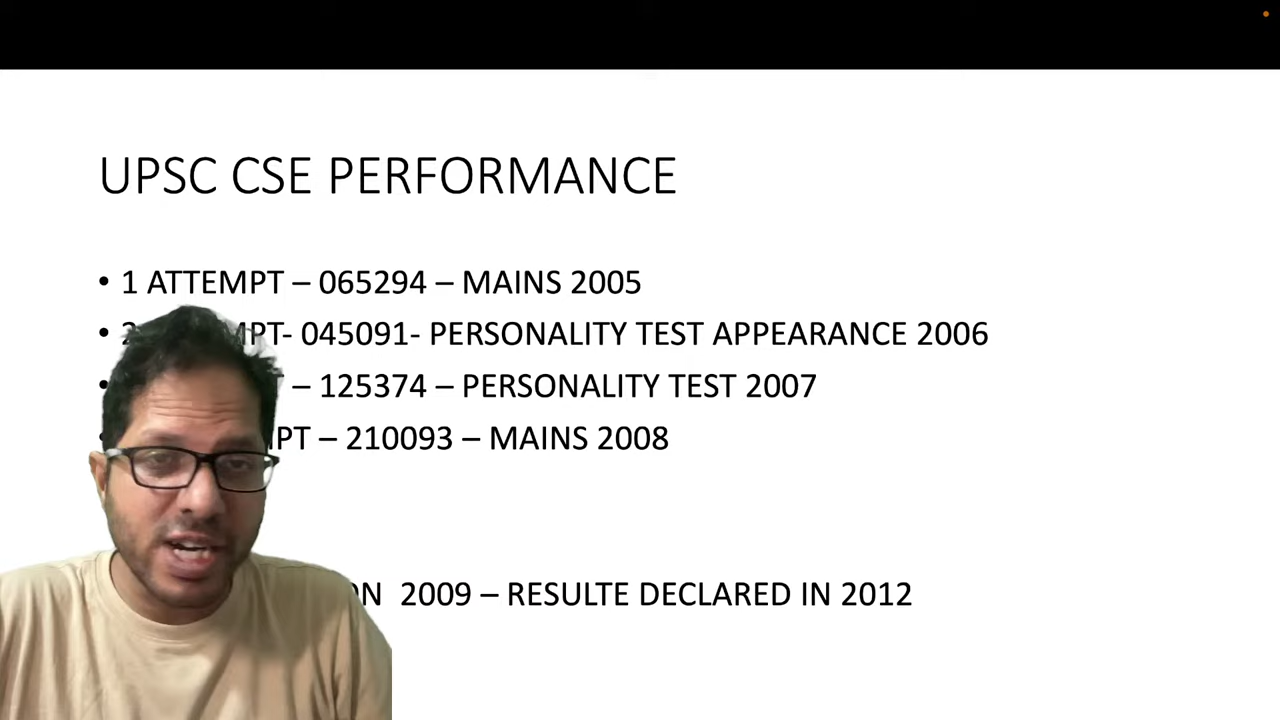 UPSC CSE PERFORMANCE
• 1 ATTEMPT – 065294 – MAINS 2005
• 2 MPT- 045091- PERSONALITY TEST APPEARANCE 2006
• – 125374 – PERSONALITY TEST 2007
PT – 210093 – MAINS 2008
ON 2009 – RESULTE DECLARED IN 2012